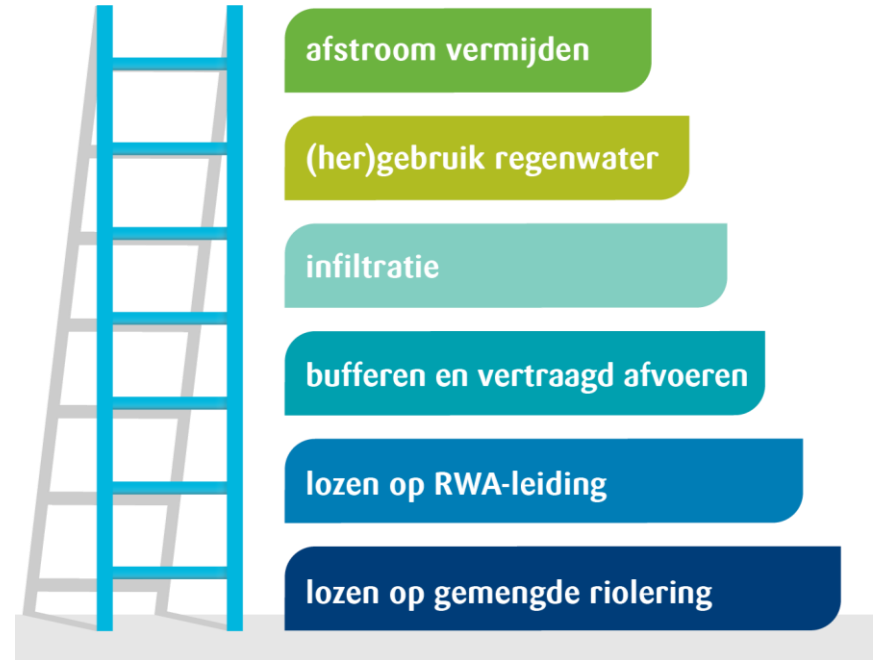 afstroom vermijden
(her)gebruik regenwater
infiltratie
bufferen en vertraagd afvoeren
lozen op RWA-leiding
lozen op gemengde riolering